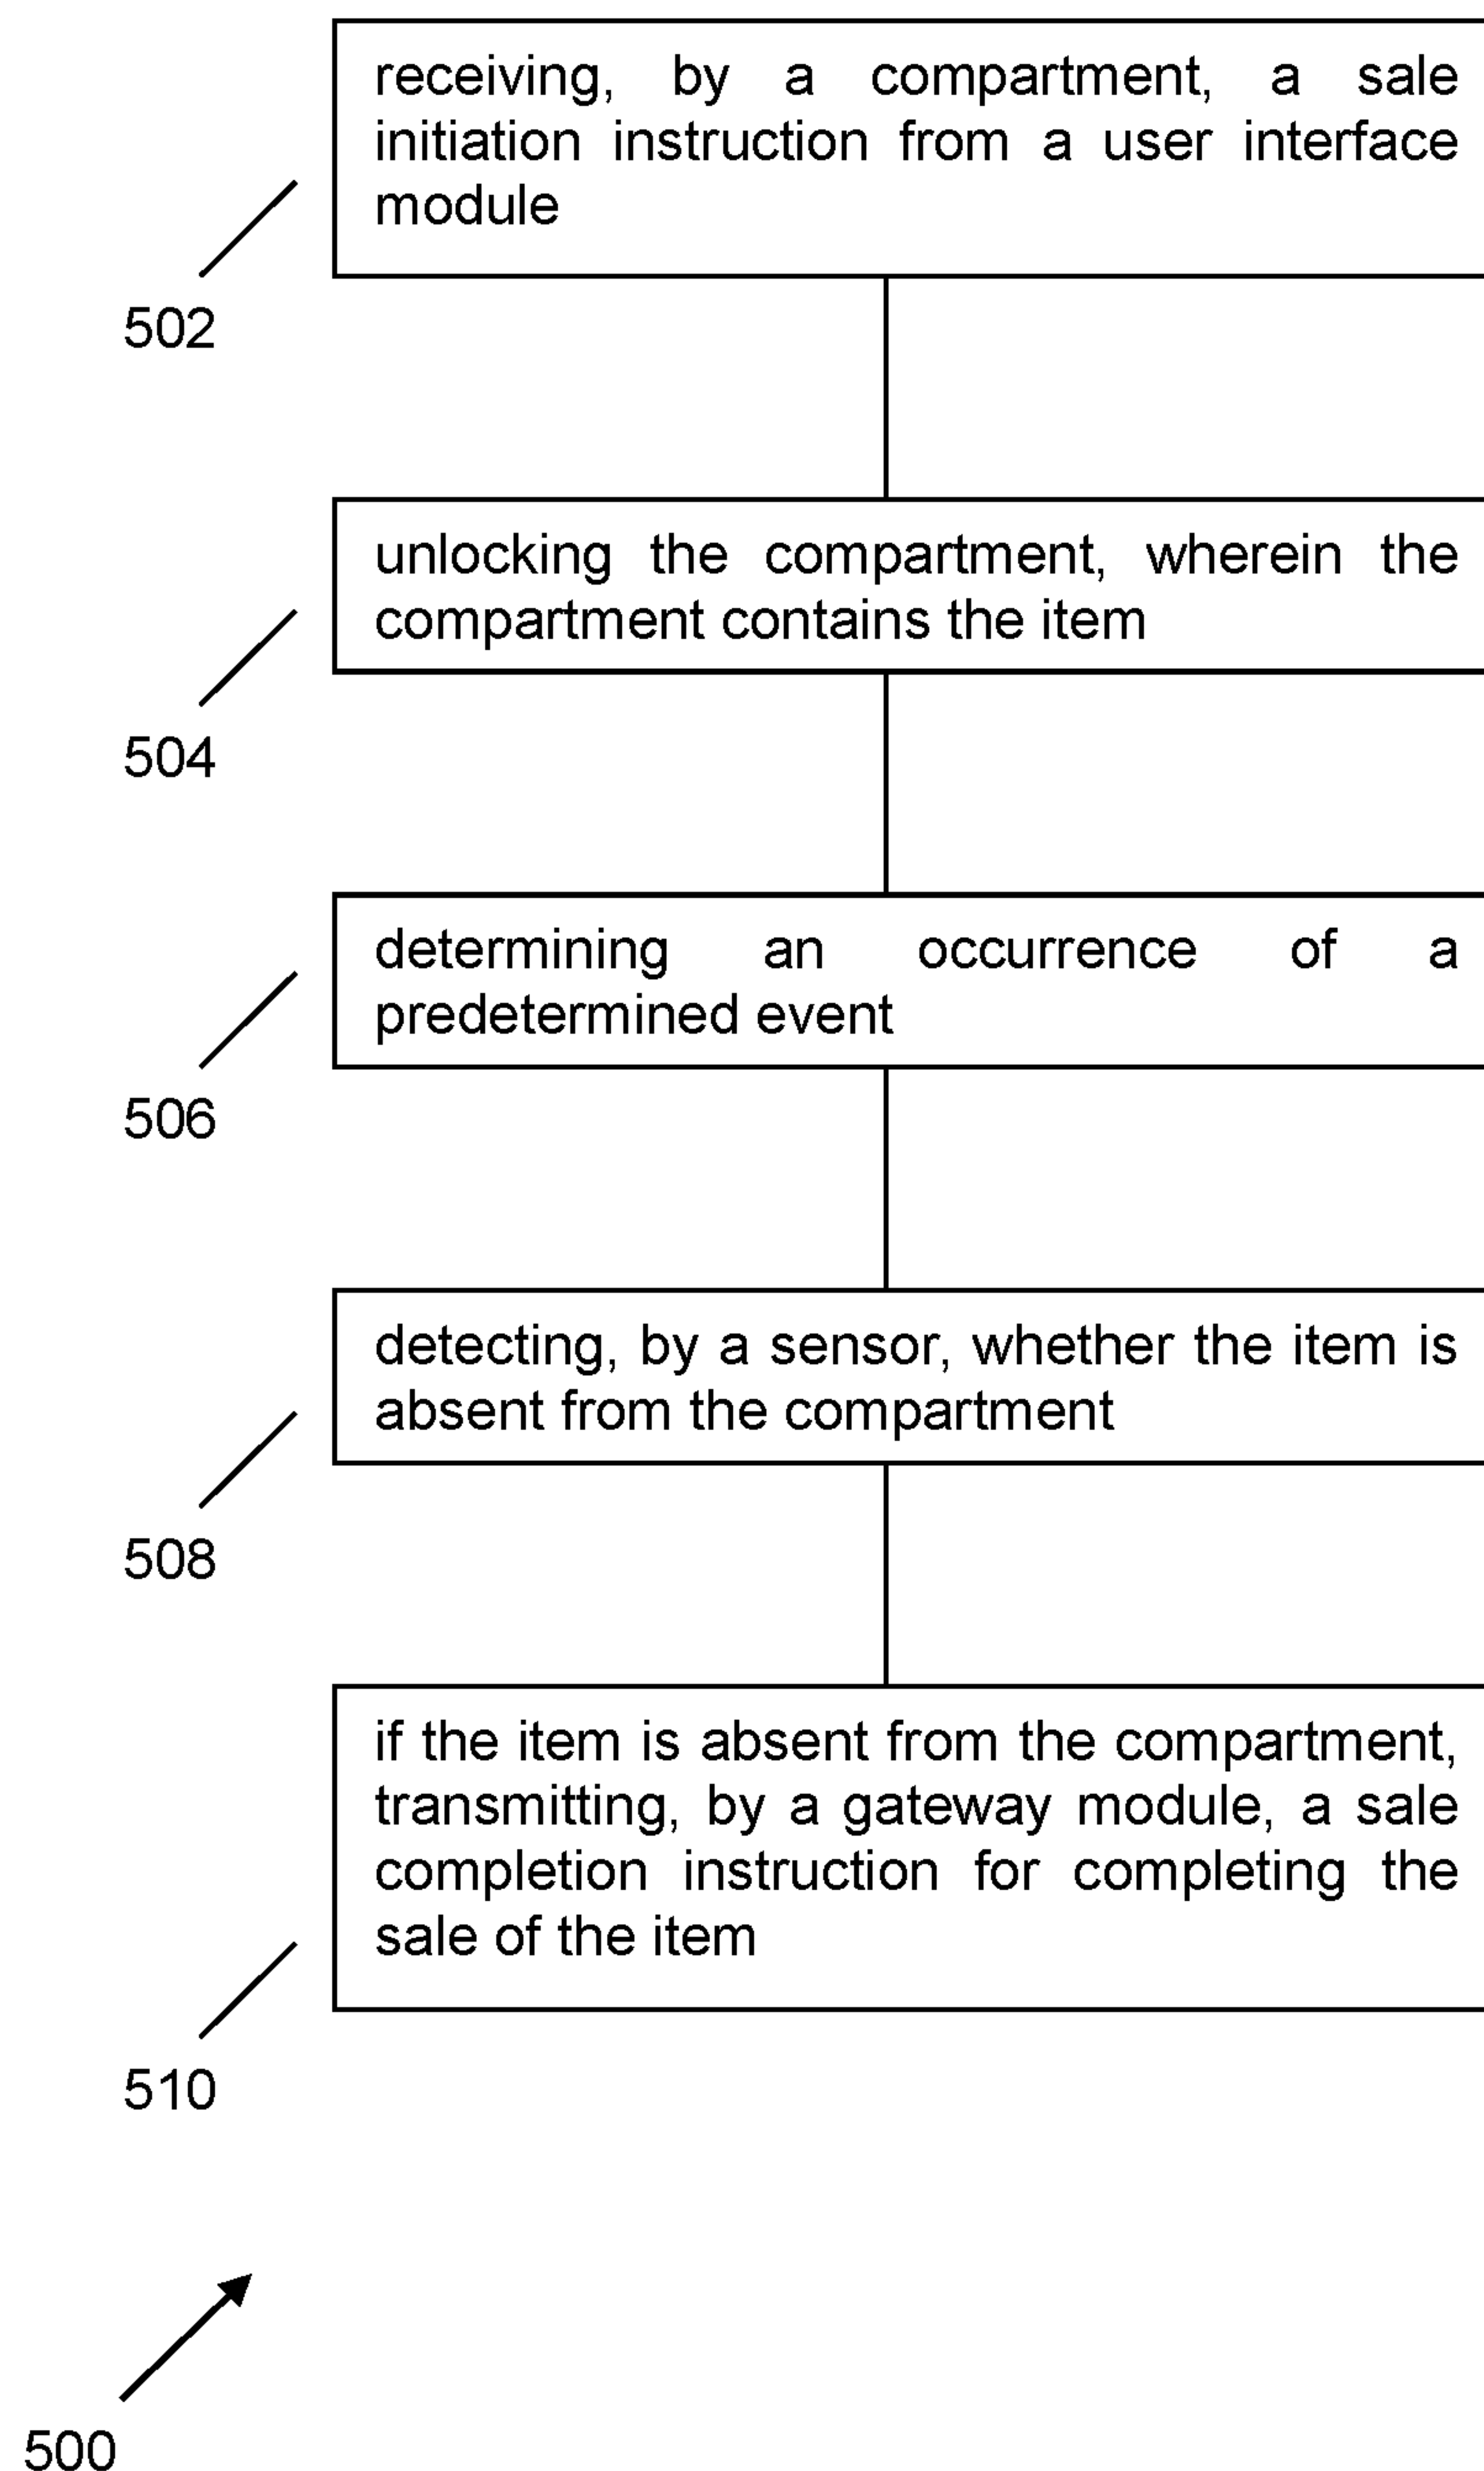 receiving, by a compartment, a sale
initiation instruction from a user interface
module
502
unlocking the compartment, wherein the
compartment contains the item
504
determining an occurrence of a
predetermined event
506
detecting, by a sensor, whether the item is
absent from the compartment
508
if the item is absent from the compartment,
transmitting, by a gateway module, a sale
completion instruction for completing the
sale of the item
510
500